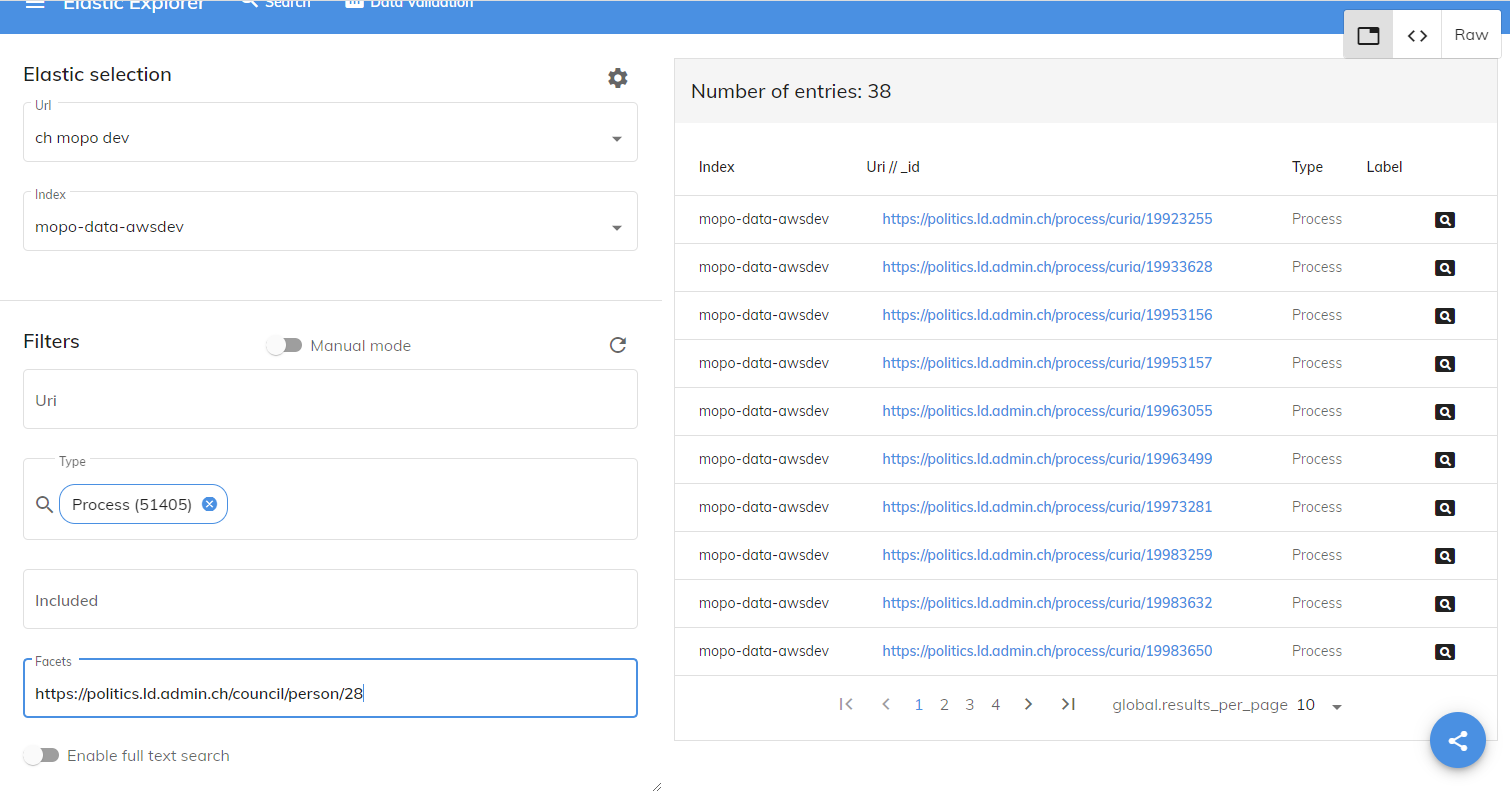 Elastic Explorer
Search
Data Validation
Raw
Elastic selection
Url
ch mopo dev
Index
mopo-data-awsdev
Filters
Manual mode
Uri
Type
Process (51405)
Included
Facets
https://politics.ld.admin.ch/council/person/28
Enable full text search
Number of entries: 38
Index Uri // _id Type Label
mopo-data-awsdev https://politics.ld.admin.ch/process/curia/19923255 Process
mopo-data-awsdev https://politics.ld.admin.ch/process/curia/19933628 Process
mopo-data-awsdev https://politics.ld.admin.ch/process/curia/19953156 Process
mopo-data-awsdev https://politics.ld.admin.ch/process/curia/19953157 Process
mopo-data-awsdev https://politics.ld.admin.ch/process/curia/19963055 Process
mopo-data-awsdev https://politics.ld.admin.ch/process/curia/19963499 Process
mopo-data-awsdev https://politics.ld.admin.ch/process/curia/19973281 Process
mopo-data-awsdev https://politics.ld.admin.ch/process/curia/19983259 Process
mopo-data-awsdev https://politics.ld.admin.ch/process/curia/19983632 Process
mopo-data-awsdev https://politics.ld.admin.ch/process/curia/19983650 Process
1 2 3 4 global.results_per_page 10